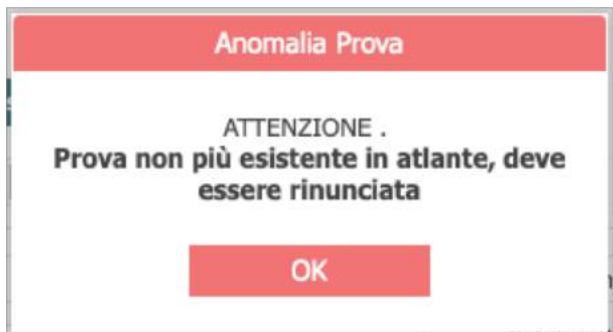 Anomalia Prova
ATTENZIONE .
Prova non più esistente in atlante, deve
essere rinunciata
OK